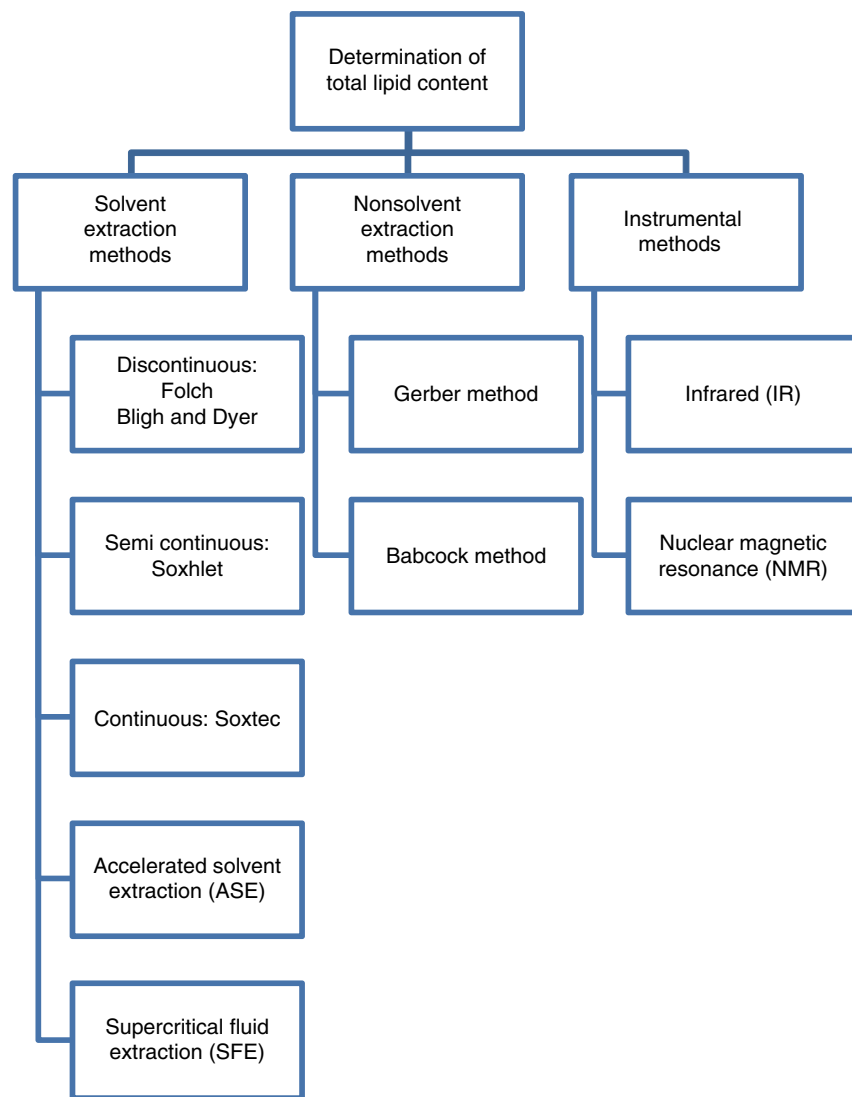 Determination of
total lipid content
Solvent
extraction
methods
Nonsolvent
extraction
methods
Instrumental
methods
Discontinuous:
Folch
Bligh and Dyer
Gerber method
Infrared (IR)
Semi continuous:
Soxhlet
Babcock method
Nuclear magnetic
resonance (NMR)
Continuous: Soxtec
Accelerated solvent
extraction (ASE)
Supercritical fluid
extraction (SFE)